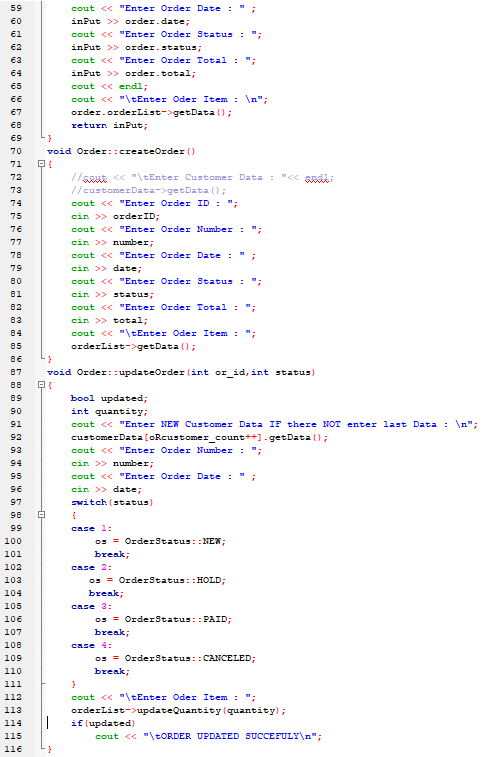 59 cout << "Enter Order Date : " ;
60 inPut >> order.date;
61 cout << "Enter Order Status : ";
62 inPut >> order.status;
63 cout << "Enter Order Total : ";
64 inPut >> order.total;
65 cout << endl;
66 cout << "\tEnter Oder Item : \n";
67 order.orderList->getData();
68 return inPut;
69 }
70 void Order::createOrder()
71 {
72 //cout << "\tEnter Customer Data : "<< endl;
73 //customerData->getData();
74 cout << "Enter Order ID : ";
75 cin >> orderID;
76 cout << "Enter Order Number : ";
77 cin >> number;
78 cout << "Enter Order Date : " ;
79 cin >> date;
80 cout << "Enter Order Status : ";
81 cin >> status;
82 cout << "Enter Order Total : ";
83 cin >> total;
84 cout << "\tEnter Oder Item : ";
85 orderList->getData();
86 }
87 void Order::updateOrder(int or_id,int status)
88 {
89 bool updated;
90 int quantity;
91 cout << "Enter NEW Customer Data IF there NOT enter last Data : \n";
92 customerData[oRcustomer_count++].getData();
93 cout << "Enter Order Number : ";
94 cin >> number;
95 cout << "Enter Order Date : " ;
96 cin >> date;
97 switch(status)
98 {
99 case 1:
100 os = OrderStatus::NEW;
101 break;
102 case 2:
103 os = OrderStatus::HOLD;
104 break;
105 case 3:
106 os = OrderStatus::PAID;
107 break;
108 case 4:
109 os = OrderStatus::CANCELED;
110 break;
111 }
112 cout << "\tEnter Oder Item : ";
113 orderList->updateQuantity(quantity);
114 if(updated)
115 cout << "\tORDER UPDATED SUCCEFULY\n";
116 }